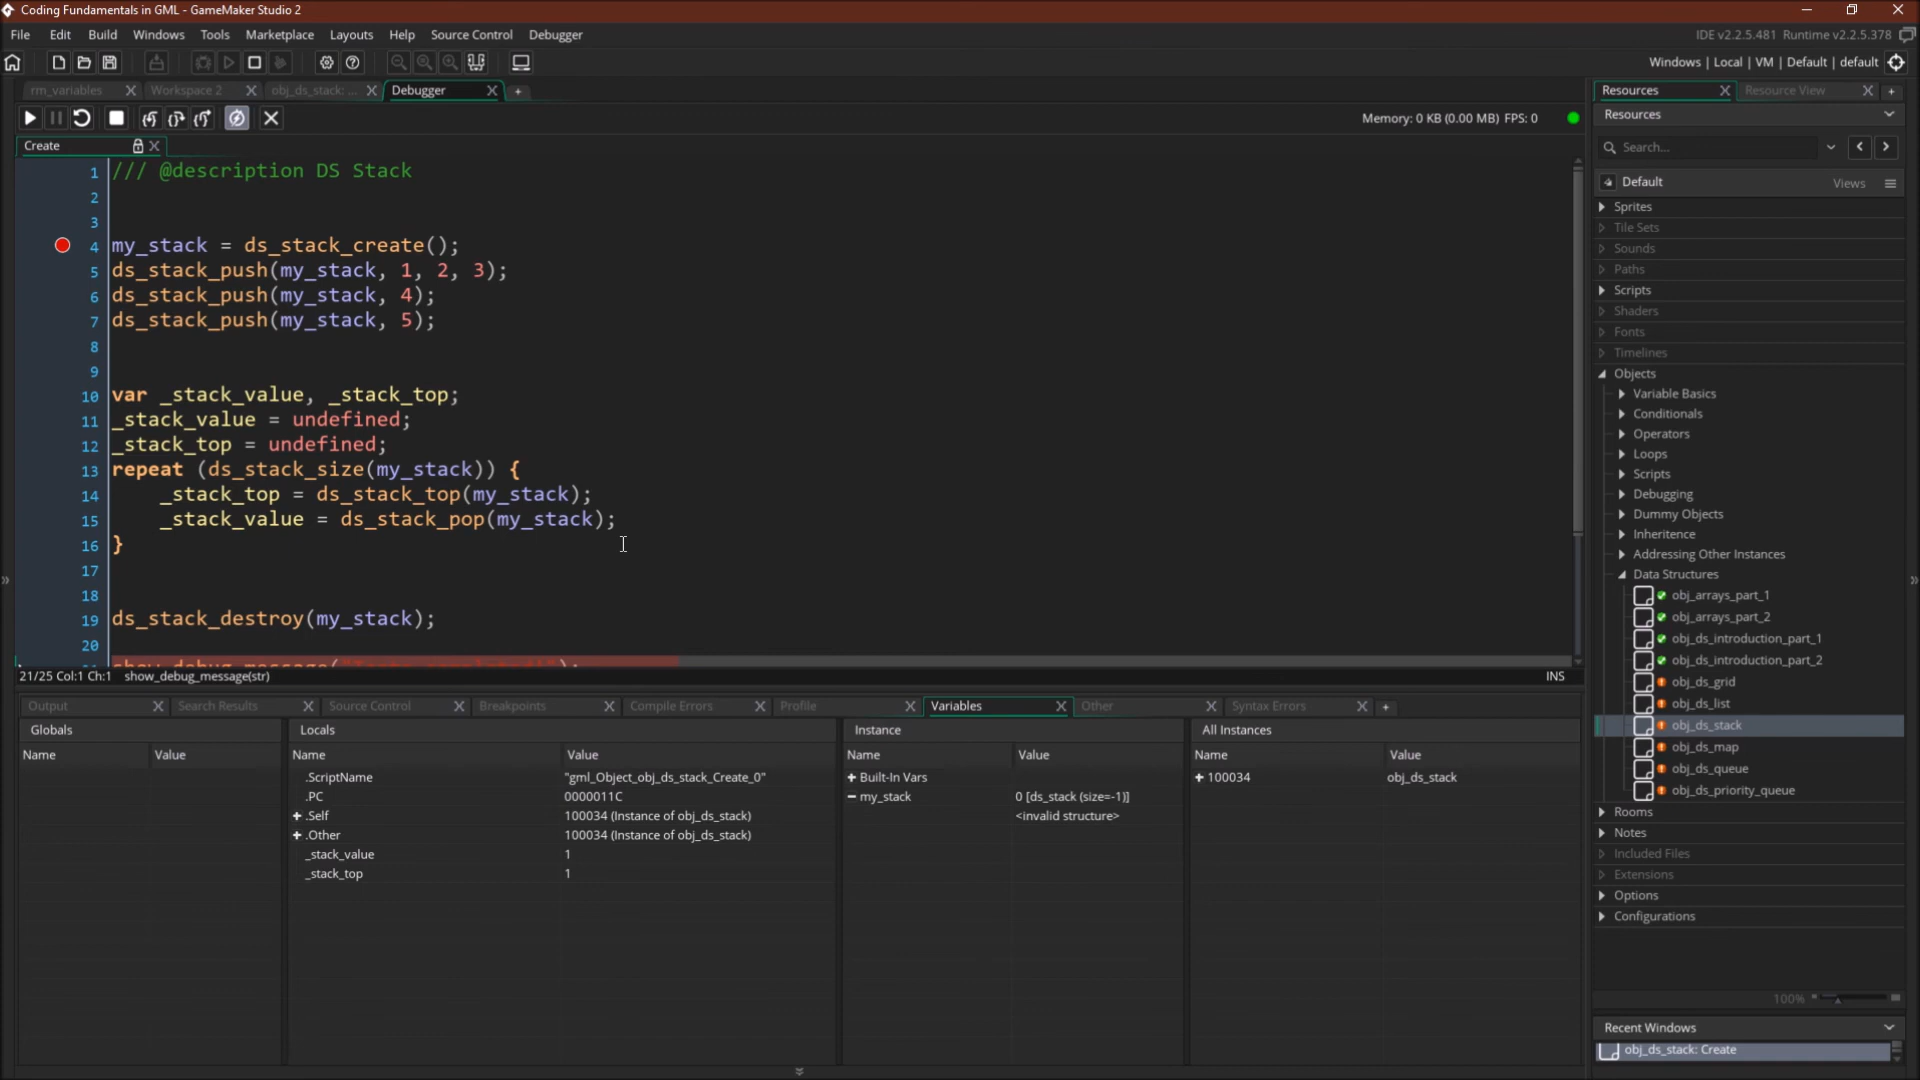 Coding Fundamentals in GML - GameMaker Studio 2
File Edit Build Windows Tools Marketplace Layouts Help Source Control Debugger
IDE v2.2.5.481 Runtime v2.2.5.378
Windows | Local | VM | Default | default
rm_variables Workspace 2 obj_ds_stack: ... Debugger
Memory: 0 KB (0.00 MB) FPS: 0
Create
1 /// @description DS Stack
2
3
4 my_stack = ds_stack_create();
5 ds_stack_push(my_stack, 1, 2, 3);
6 ds_stack_push(my_stack, 4);
7 ds_stack_push(my_stack, 5);
8
9
10 var _stack_value, _stack_top;
11 _stack_value = undefined;
12 _stack_top = undefined;
13 repeat (ds_stack_size(my_stack)) {
14 _stack_top = ds_stack_top(my_stack);
15 _stack_value = ds_stack_pop(my_stack);
16 }
17
18
19 ds_stack_destroy(my_stack);
20
21/25 Col:1 Ch:1 show_debug_message(str) INS
Output Search Results Source Control Breakpoints Compile Errors Profile Variables Other Syntax Errors
Globals
Name Value
Locals
Name Value
.ScriptName "gml_Object_obj_ds_stack_Create_0"
.PC 0000011C
.Self 100034 (Instance of obj_ds_stack)
.Other 100034 (Instance of obj_ds_stack)
_stack_value 1
_stack_top 1
Instance
Name Value
Built-In Vars
my_stack 0 [ds_stack (size=-1)]
<invalid structure>
All Instances
Name Value
100034 obj_ds_stack
Resources Resource View
Resources
Search...
Default Views
Sprites
Tile Sets
Sounds
Paths
Scripts
Shaders
Fonts
Timelines
Objects
Variable Basics
Conditionals
Operators
Loops
Scripts
Debugging
Dummy Objects
Inheritence
Addressing Other Instances
Data Structures
obj_arrays_part_1
obj_arrays_part_2
obj_ds_introduction_part_1
obj_ds_introduction_part_2
obj_ds_grid
obj_ds_list
obj_ds_stack
obj_ds_map
obj_ds_queue
obj_ds_priority_queue
Rooms
Notes
Included Files
Extensions
Options
Configurations
100%
Recent Windows
obj_ds_stack: Create